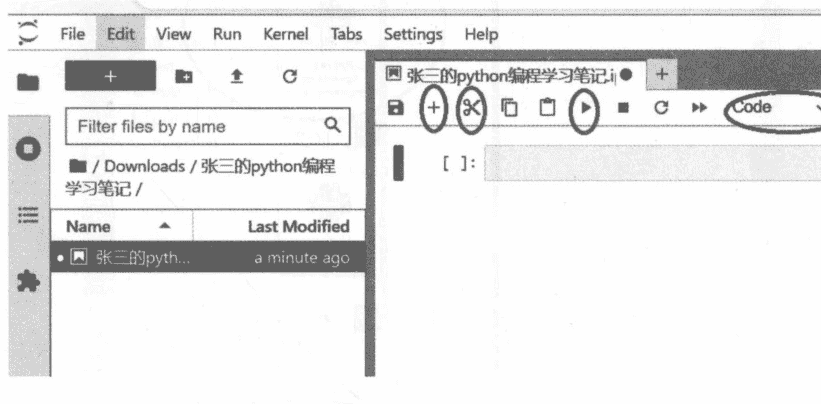 File Edit View Run Kernel Tabs Settings Help
张三的python编程学习笔记.i
Filter files by name
Code
/ Downloads / 张三的python编程
学习笔记 /
[ ]:
Name Last Modified
张三的pyth... a minute ago